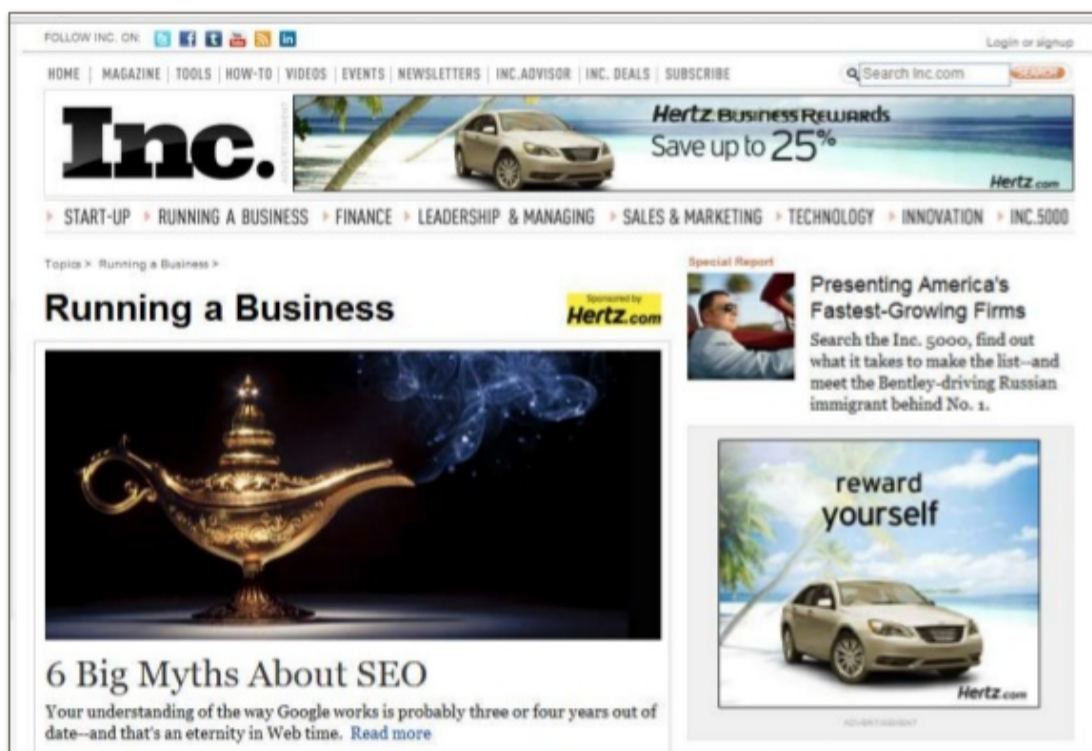 FOLLOW INC. ON:
Login or signup
HOME | MAGAZINE | TOOLS | HOW-TO | VIDEOS | EVENTS | NEWSLETTERS | INC.ADVISOR | INC. DEALS | SUBSCRIBE
Search Inc.com
SEARCH
Inc.
ADVERTISEMENT
Hertz BUSINESS REWARDS
Save up to 25%
Hertz.com
START-UP RUNNING A BUSINESS FINANCE LEADERSHIP & MANAGING SALES & MARKETING TECHNOLOGY INNOVATION INC.5000
Topics > Running a Business >
Running a Business
Sponsored by
Hertz.com
6 Big Myths About SEO
Your understanding of the way Google works is probably three or four years out of
date--and that's an eternity in Web time. Read more
Special Report
Presenting America's
Fastest-Growing Firms
Search the Inc. 5000, find out
what it takes to make the list--and
meet the Bentley-driving Russian
immigrant behind No. 1.
reward
yourself
Hertz.com
ADVERTISEMENT